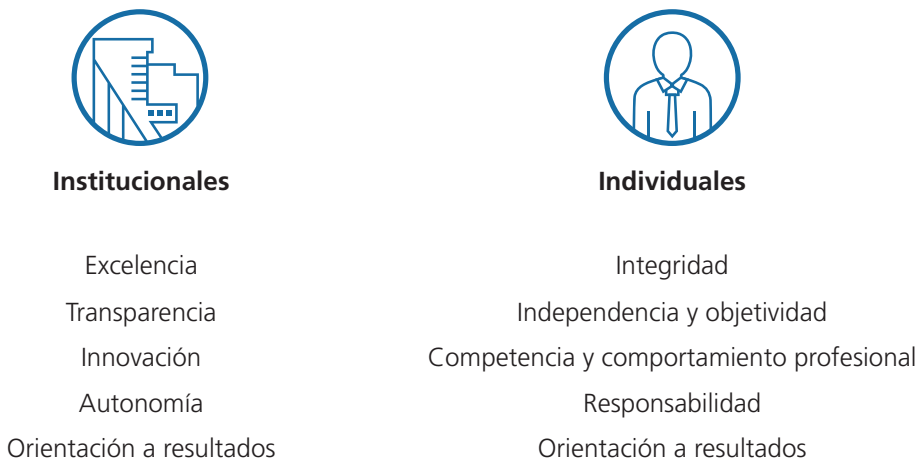 Institucionales
Excelencia
Transparencia
Innovación
Autonomía
Orientación a resultados
Individuales
Integridad
Independencia y objetividad
Competencia y comportamiento profesional
Responsabilidad
Orientación a resultados